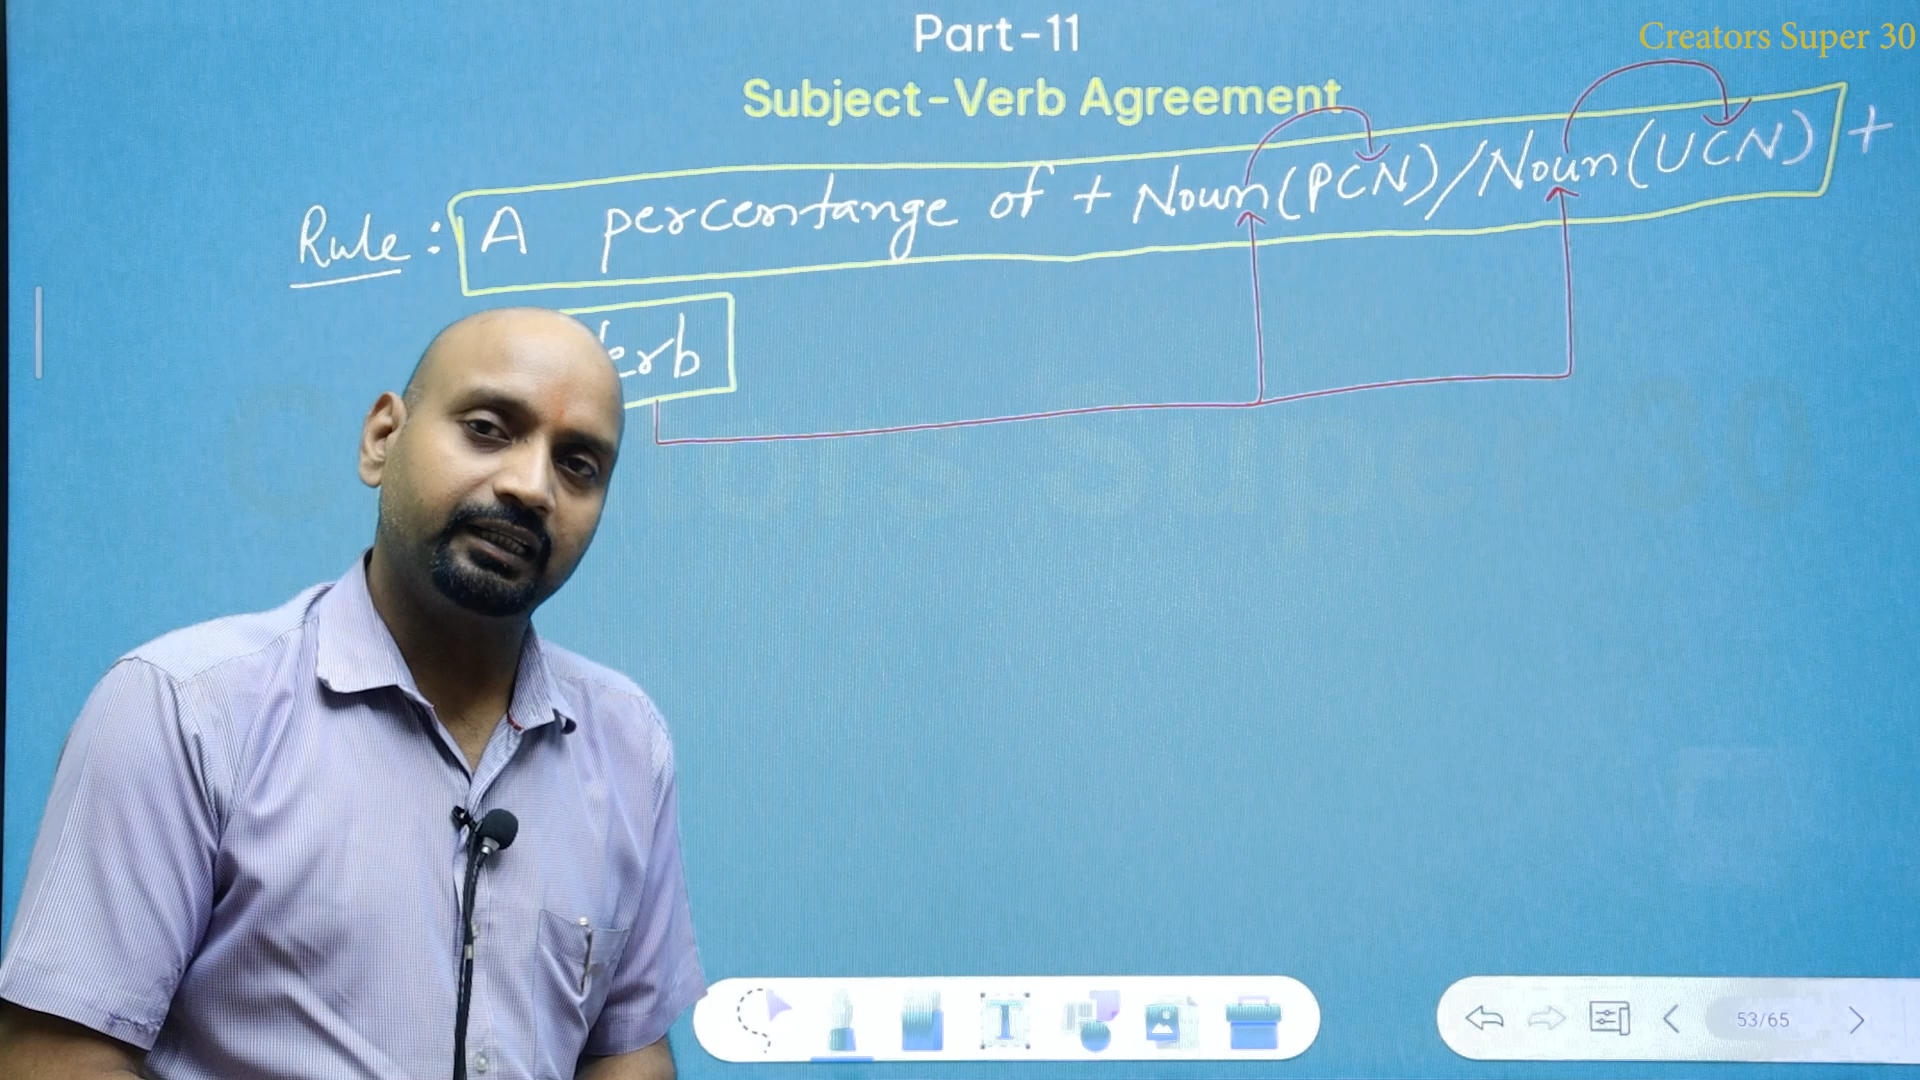 Part-11
Creators Super 30
Subject-Verb Agreement
Rule: A percentange of + Noun(PCN)/Noun(UCN) +
erb
53/65